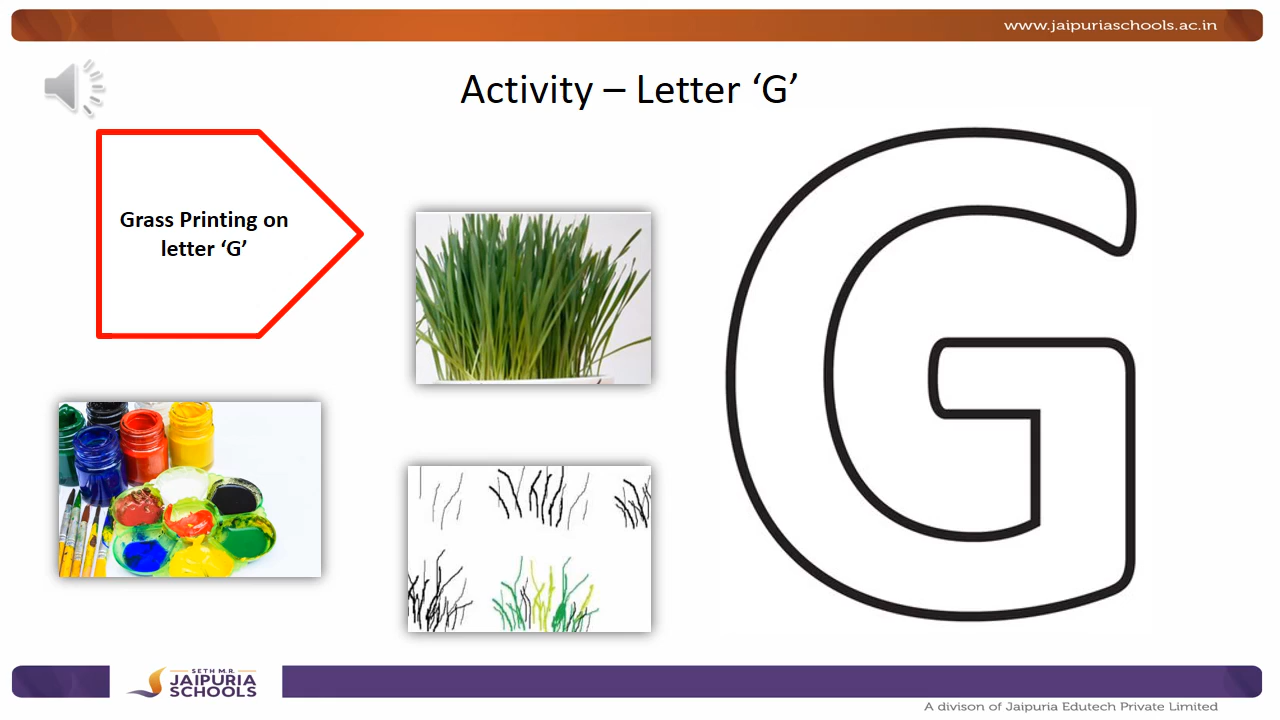 www.jaipuriaschools.ac.in
Activity – Letter ‘G’
Grass Printing on
letter ‘G’
G
SETH M.R.
JAIPURIA
SCHOOLS
A divison of Jaipuria Edutech Private Limited